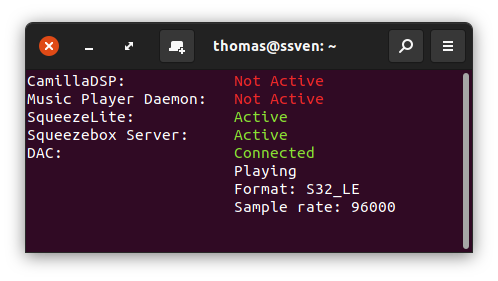 thomas@ssven: ~
CamillaDSP: Not Active
Music Player Daemon: Not Active
SqueezeLite: Active
Squeezebox Server: Active
DAC: Connected
Playing
Format: S32_LE
Sample rate: 96000